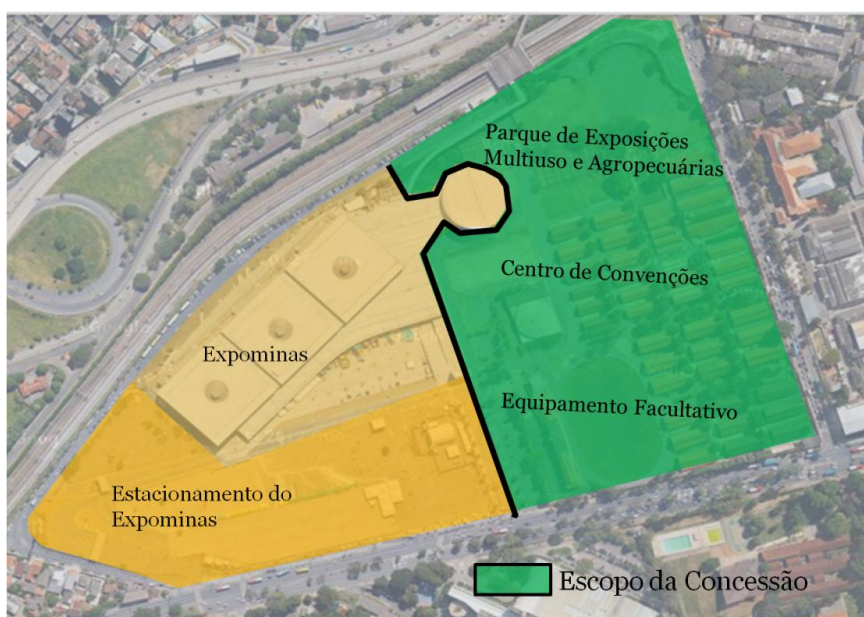 Parque de Exposições
Multiuso e Agropecuárias
Centro de Convenções
Expominas
Equipamento Facultativo
Estacionamento do
Expominas
Escopo da Concessão